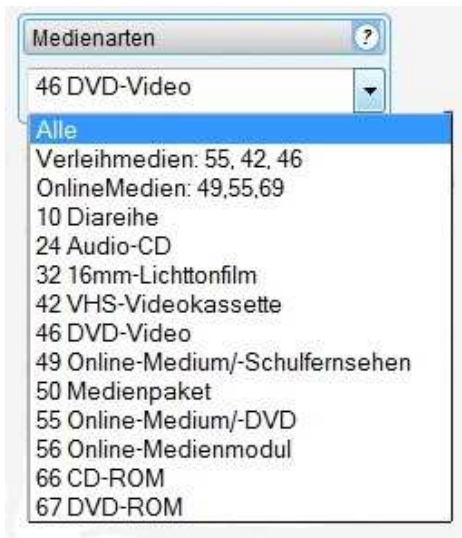 Medienarten ?
46 DVD-Video
Alle
Verleihmedien: 55, 42, 46
OnlineMedien: 49,55,69
10 Diareihe
24 Audio-CD
32 16mm-Lichttonfilm
42 VHS-Videokassette
46 DVD-Video
49 Online-Medium/-Schulfernsehen
50 Medienpaket
55 Online-Medium/-DVD
56 Online-Medienmodul
66 CD-ROM
67 DVD-ROM